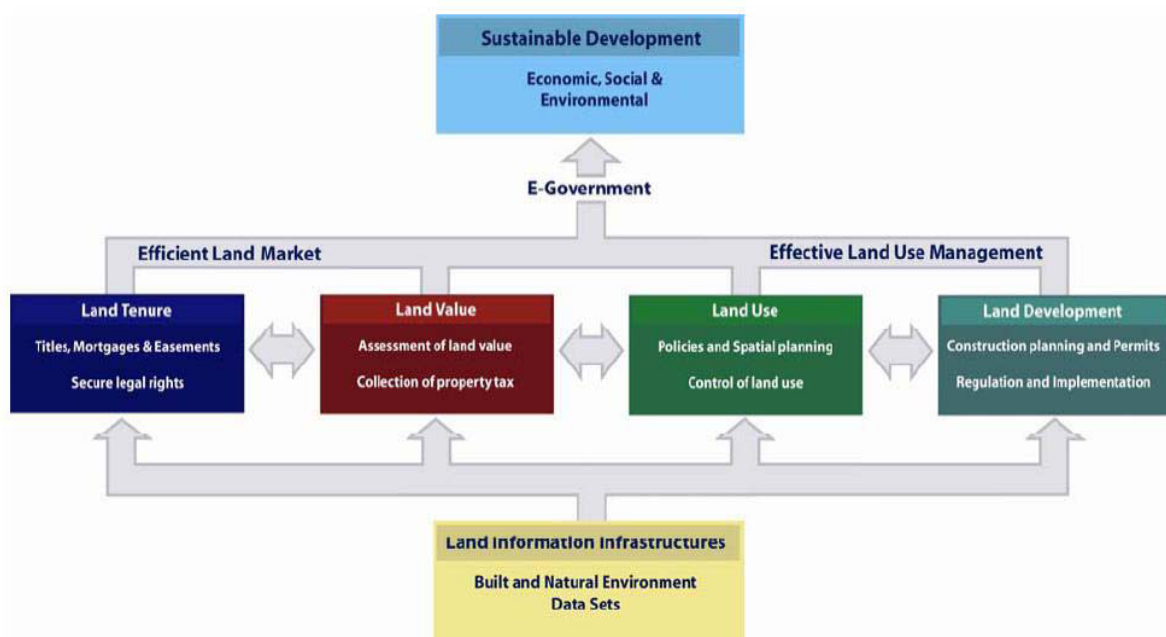 Sustainable Development
Economic, Social &
Environmental
E-Government
Efficient Land Market
Effective Land Use Management
Land Tenure
Titles, Mortgages & Easements
Secure legal rights
Land Value
Assessment of land value
Collection of property tax
Land Use
Policies and Spatial planning
Control of land use
Land Development
Construction planning and Permits
Regulation and Implementation
Land Information Infrastructures
Built and Natural Environment
Data Sets